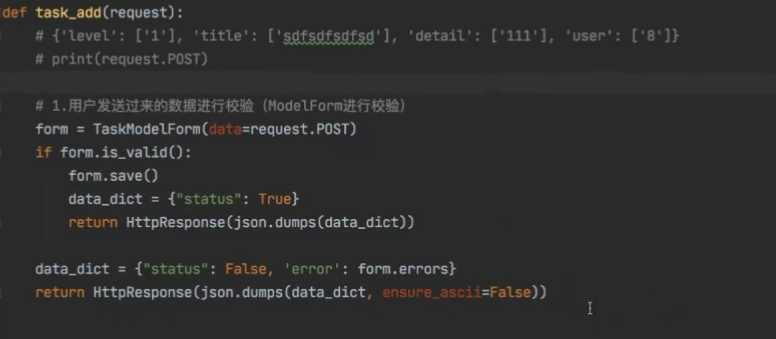 def task_add(request):
    # {'level': ['1'], 'title': ['sdfsdfsdfsd'], 'detail': ['111'], 'user': ['8']}
    # print(request.POST)
    # 1.用户发送过来的数据进行校验（ModelForm进行校验）
    form = TaskModelForm(data=request.POST)
    if form.is_valid():
        form.save()
        data_dict = {"status": True}
        return HttpResponse(json.dumps(data_dict))
    data_dict = {"status": False, 'error': form.errors}
    return HttpResponse(json.dumps(data_dict, ensure_ascii=False))